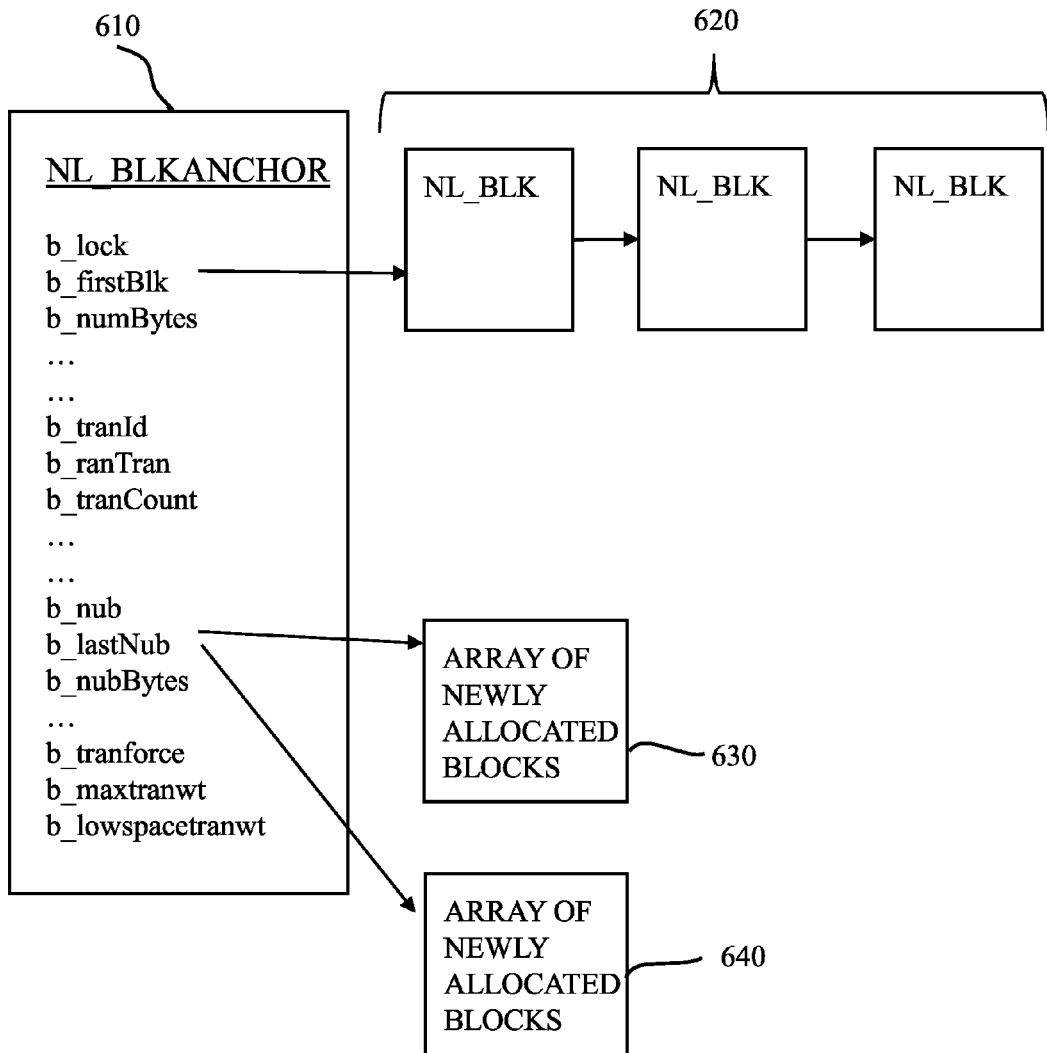 610
620
NL_BLKANCHOR
b_lock
b_firstBlk
b_numBytes
…
…
b_tranId
b_ranTran
b_tranCount
…
…
b_nub
b_lastNub
b_nubBytes
…
b_tranforce
b_maxtranwt
b_lowspacetranwt
NL_BLK
NL_BLK
NL_BLK
ARRAY OF
NEWLY
ALLOCATED
BLOCKS
630
ARRAY OF
NEWLY
ALLOCATED
BLOCKS
640